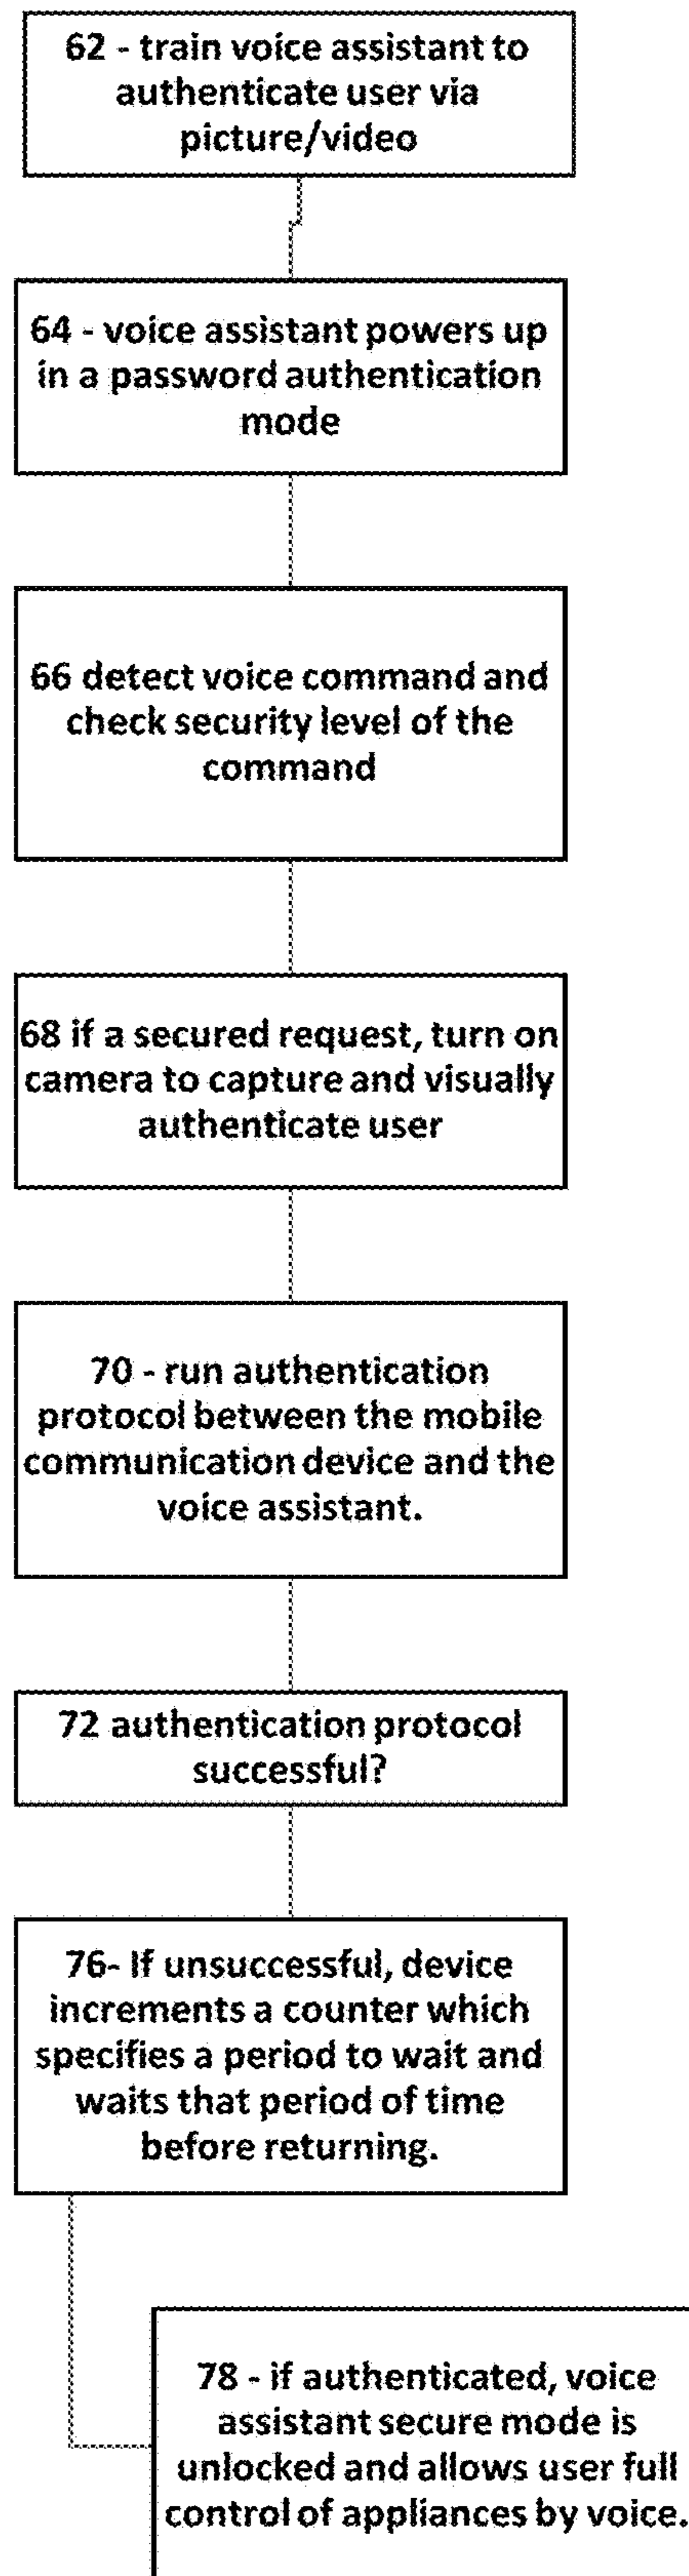 62 - train voice assistant to
authenticate user via
picture/video
64 - voice assistant powers up
in a password authentication
mode
66 detect voice command and
check security level of the
command
68 if a secured request, turn on
camera to capture and visually
authenticate user
70 - run authentication
protocol between the mobile
communication device and the
voice assistant.
72 authentication protocol
successful?
76- If unsuccessful, device
increments a counter which
specifies a period to wait and
waits that period of time
before returning.
78 - if authenticated, voice
assistant secure mode is
unlocked and allows user full
control of appliances by voice.